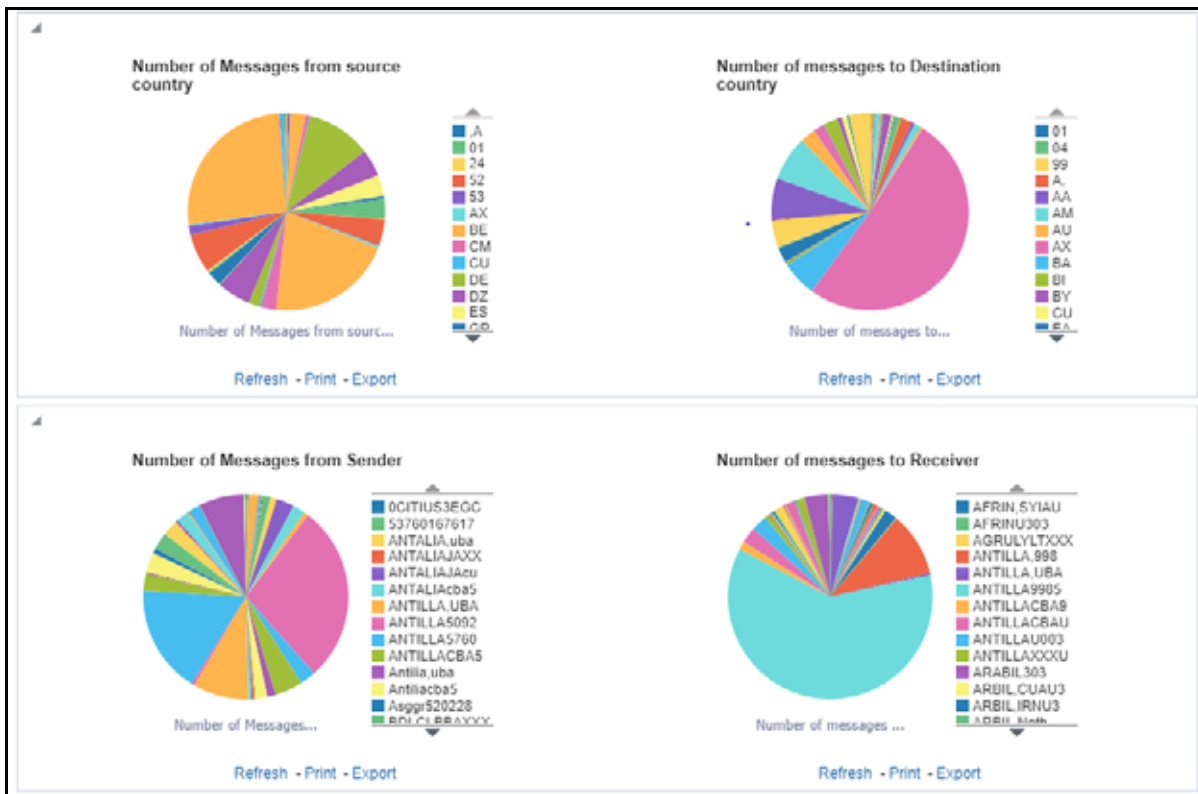 Number of Messages from source
country
,A
01
24
52
53
AX
BE
CM
CU
DE
DZ
ES
Number of Messages from sourc...
Refresh - Print - Export
Number of messages to Destination
country
01
04
99
A,
AA
AM
AU
AX
BA
BI
BY
CU
Number of messages to...
Refresh - Print - Export
Number of Messages from Sender
0CITIUS3EGC
53760167617
ANTALIA,uba
ANTALIAJAXX
ANTALIAJAcu
ANTALIAcba5
ANTILLA,UBA
ANTILLA5092
ANTILLA5760
ANTILLACBA5
Antilia,uba
Antiliacba5
Asggr520228
Number of Messages...
Refresh - Print - Export
Number of messages to Receiver
AFRIN,SYIAU
AFRINU303
AGRULYLTXXX
ANTILLA,998
ANTILLA,UBA
ANTILLA9985
ANTILLACBA9
ANTILLACBAU
ANTILLAU003
ANTILLAXXXU
ARABIL303
ARBIL,CUAU3
ARBIL,IRNU3
Number of messages ...
Refresh - Print - Export